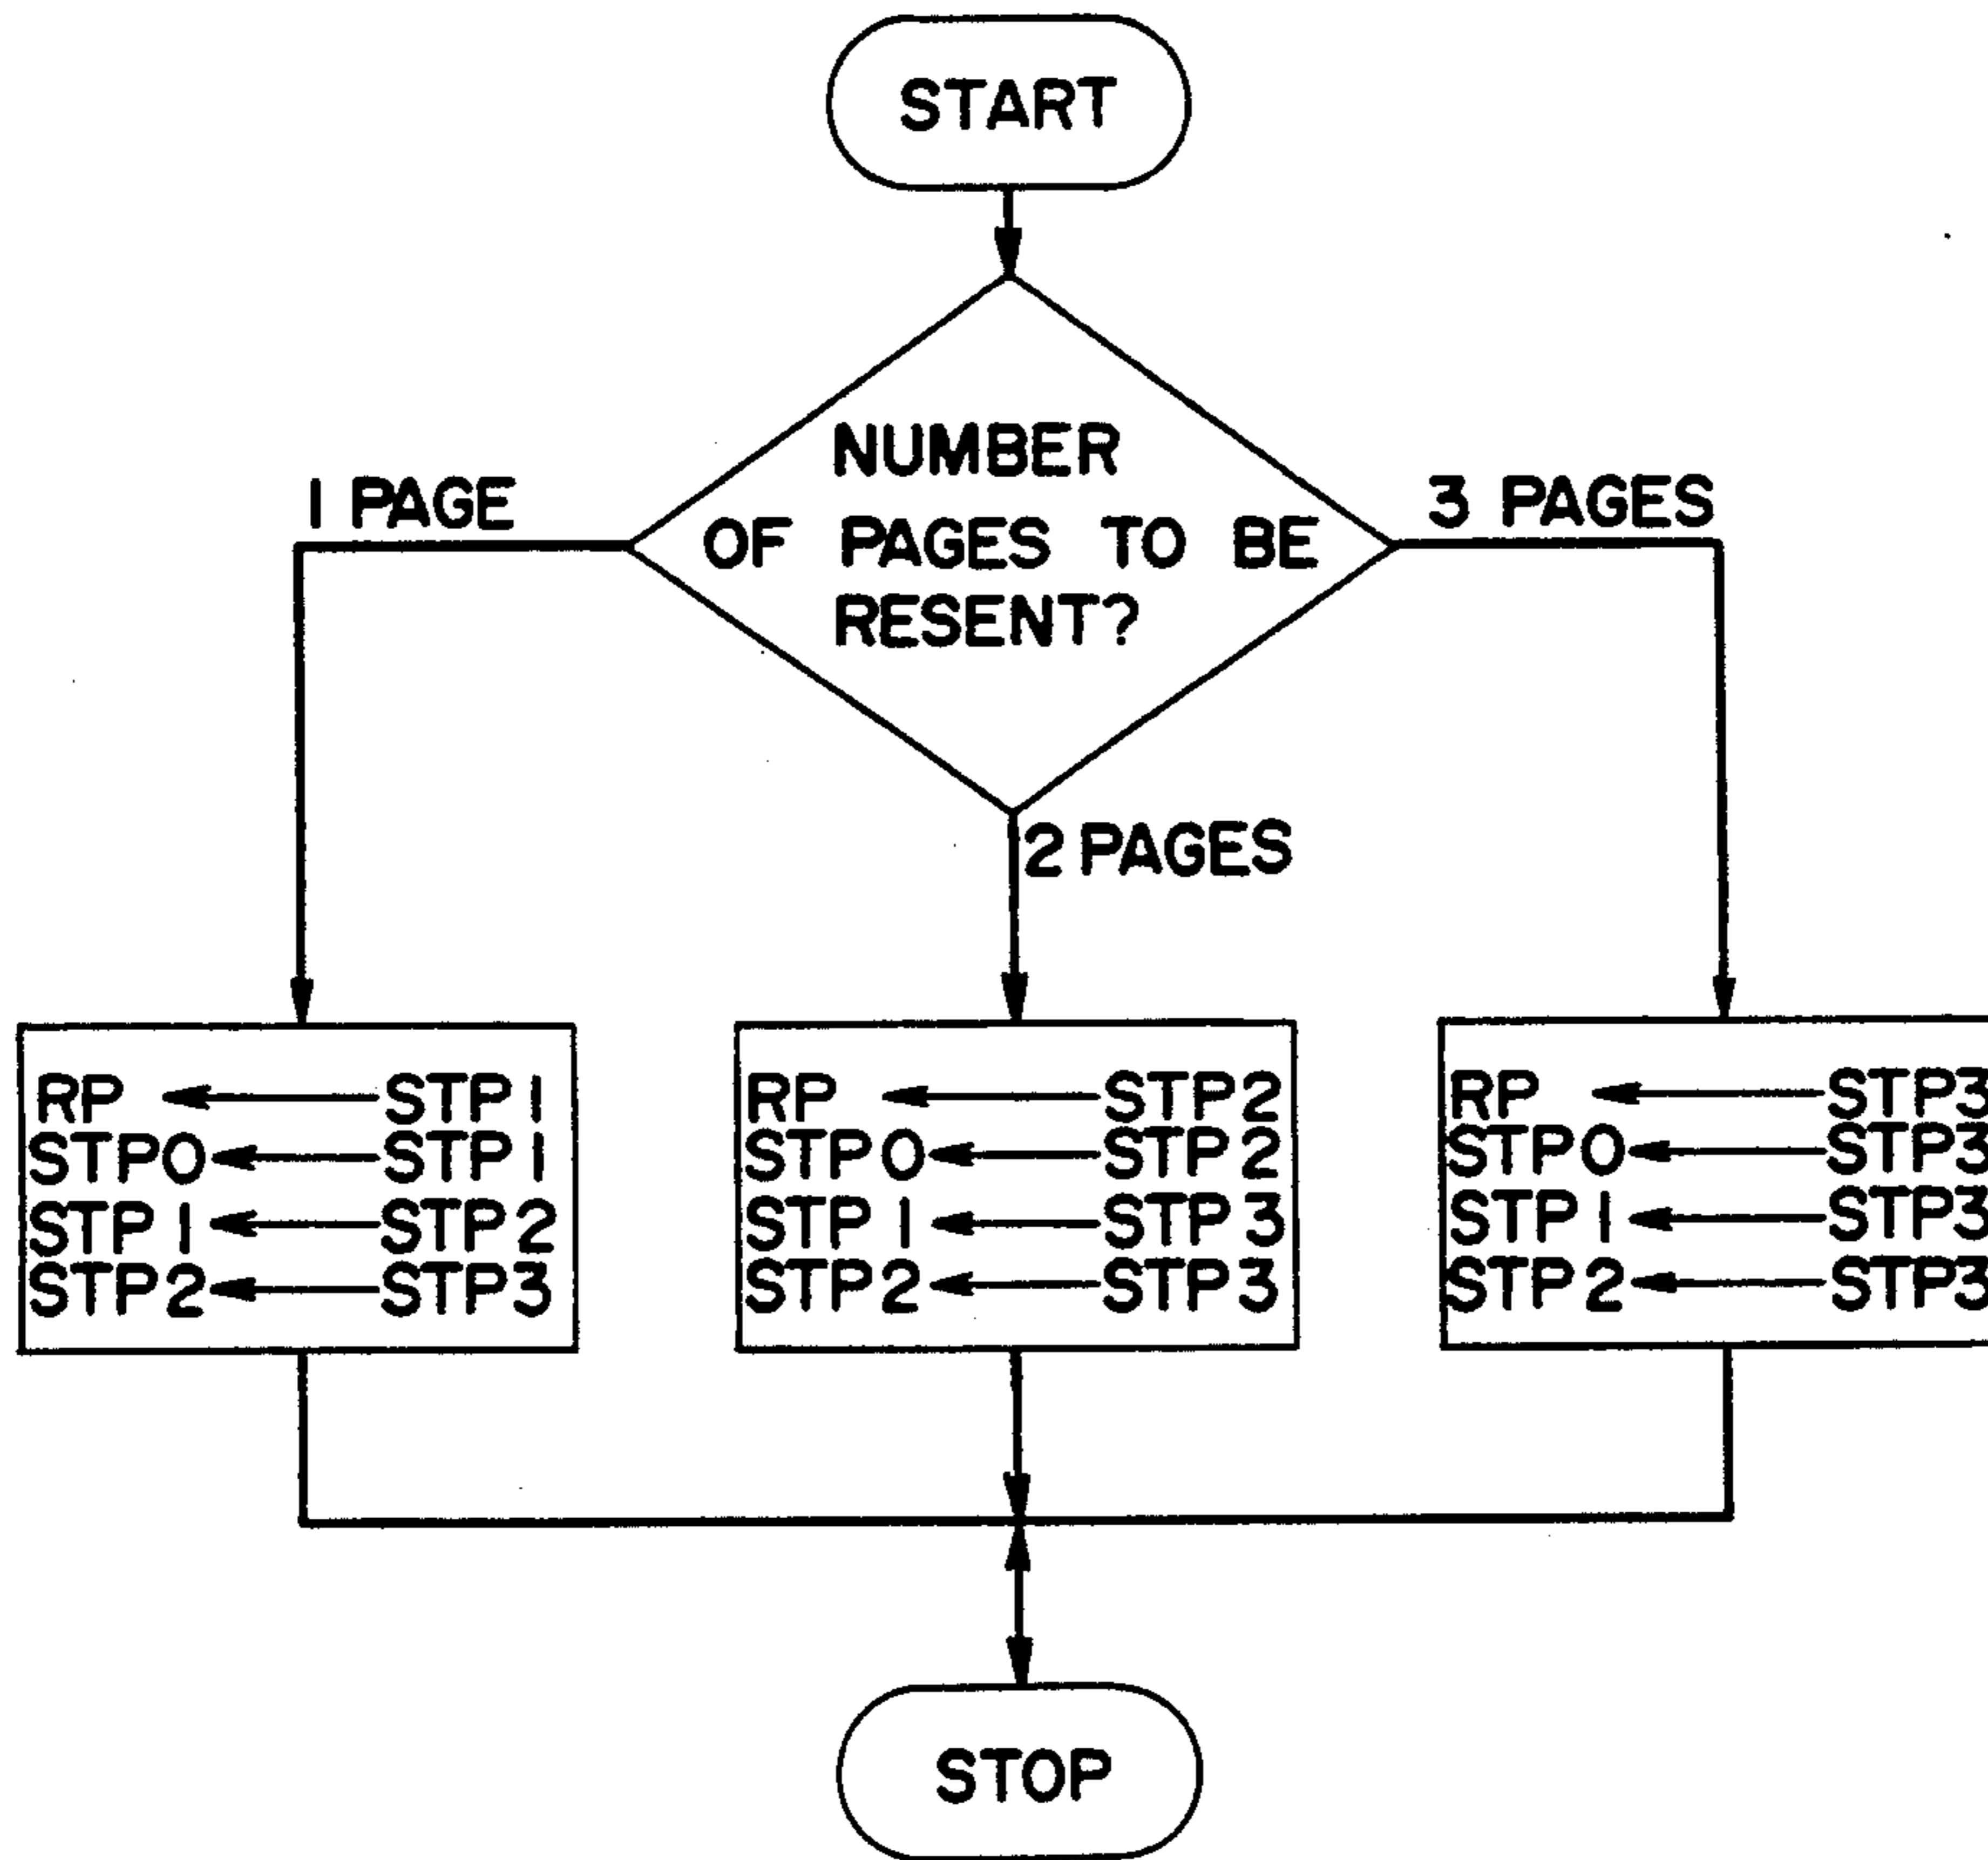 START
NUMBER
OF PAGES TO BE
RESENT?
1 PAGE
3 PAGES
2 PAGES
RP ← STP1
STP0 ← STP1
STP1 ← STP2
STP2 ← STP3
RP ← STP2
STP0 ← STP2
STP1 ← STP3
STP2 ← STP3
RP ← STP3
STP0 ← STP3
STP1 ← STP3
STP2 ← STP3
STOP